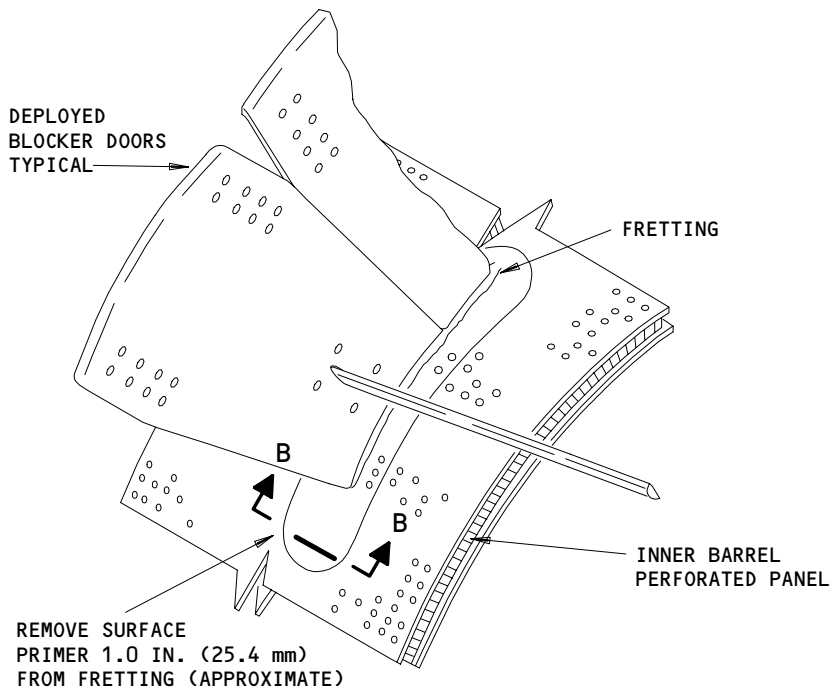 DEPLOYED
BLOCKER DOORS
TYPICAL
FRETTING
B
B
INNER BARREL
PERFORATED PANEL
REMOVE SURFACE
PRIMER 1.0 IN. (25.4 mm)
FROM FRETTING (APPROXIMATE)